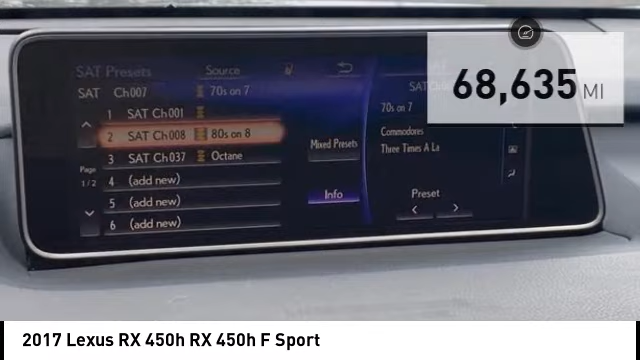 SAT Presets Source
SAT Ch007 70s on 7
1 SAT Ch001
2 SAT Ch008 80s on 8
3 SAT Ch037 Octane
4 (add new)
5 (add new)
6 (add new)
Page
1/2
Mixed Presets
Info
SAT
70s on 7
Commodores
Three Times A La
Preset
68,635 MI
2017 Lexus RX 450h RX 450h F Sport